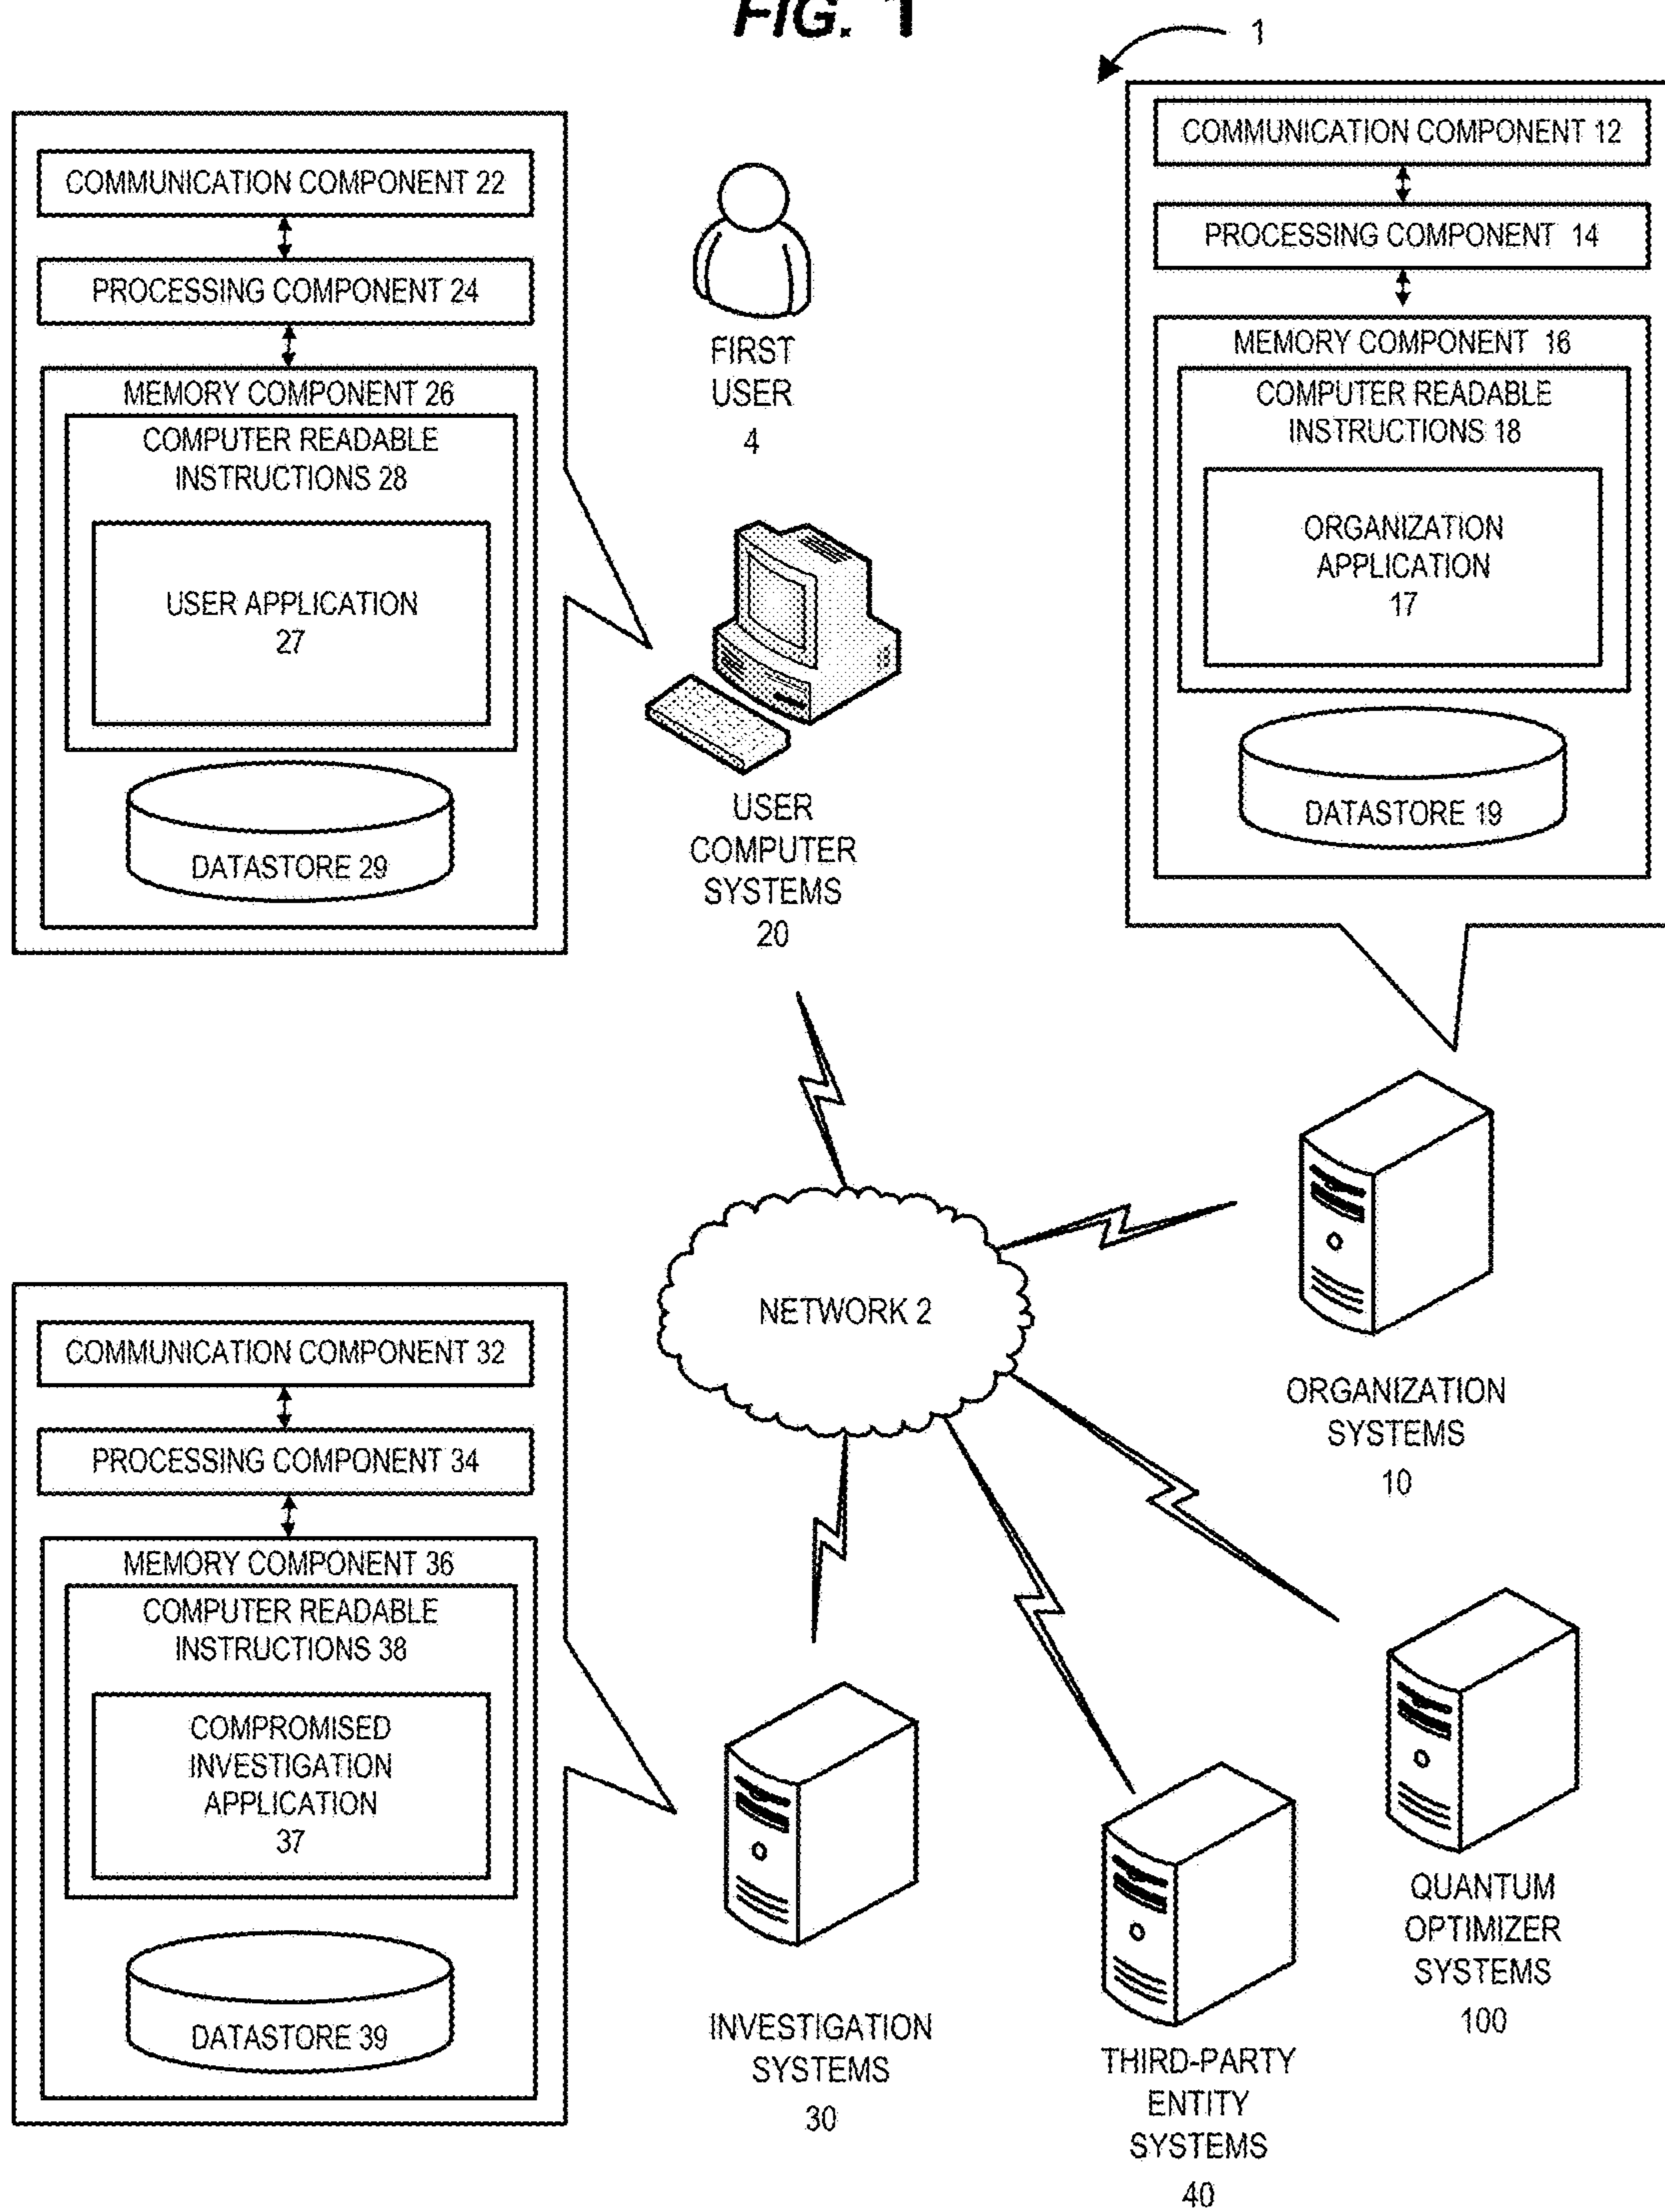 FIG. 1
1
COMMUNICATION COMPONENT 22
PROCESSING COMPONENT 24
MEMORY COMPONENT 26
COMPUTER READABLE
INSTRUCTIONS 28
USER APPLICATION
27
DATASTORE 29
FIRST
USER
4
USER
COMPUTER
SYSTEMS
20
COMMUNICATION COMPONENT 12
PROCESSING COMPONENT 14
MEMORY COMPONENT 16
COMPUTER READABLE
INSTRUCTIONS 18
ORGANIZATION
APPLICATION
17
DATASTORE 19
NETWORK 2
ORGANIZATION
SYSTEMS
10
COMMUNICATION COMPONENT 32
PROCESSING COMPONENT 34
MEMORY COMPONENT 36
COMPUTER READABLE
INSTRUCTIONS 38
COMPROMISED
INVESTIGATION
APPLICATION
37
DATASTORE 39
INVESTIGATION
SYSTEMS
30
THIRD-PARTY
ENTITY
SYSTEMS
40
QUANTUM
OPTIMIZER
SYSTEMS
100